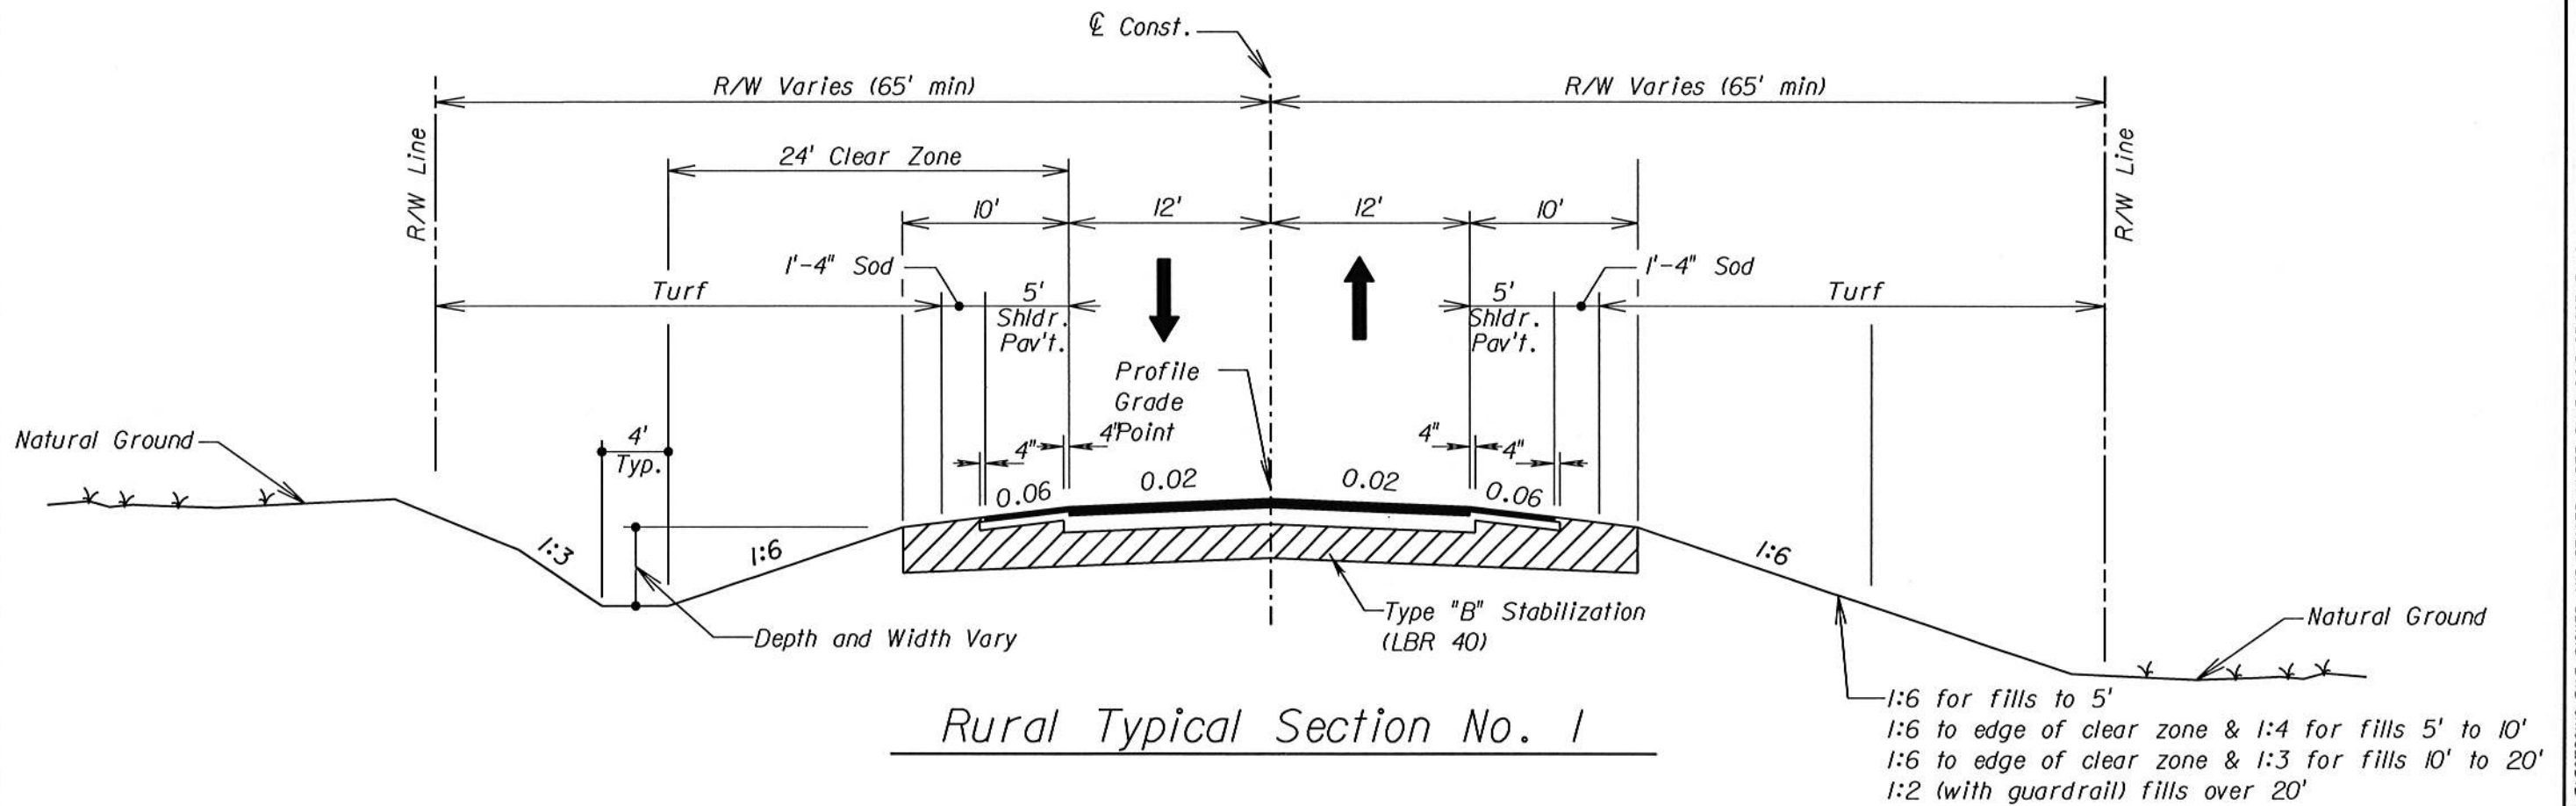 ℄ Const.
R/W Varies (65' min)
R/W Varies (65' min)
R/W Line
R/W Line
24' Clear Zone
10'
12'
12'
10'
1'-4" Sod
1'-4" Sod
Turf
5'
Shldr.
Pav't.
5'
Shldr.
Pav't.
Turf
Profile
Grade
Point
Natural Ground
4'
Typ.
4"
4"
4"
4"
0.06
0.02
0.02
0.06
1:3
1:6
1:6
Depth and Width Vary
Type "B" Stabilization
(LBR 40)
Natural Ground
1:6 for fills to 5'
1:6 to edge of clear zone & 1:4 for fills 5' to 10'
1:6 to edge of clear zone & 1:3 for fills 10' to 20'
1:2 (with guardrail) fills over 20'
Rural Typical Section No. 1